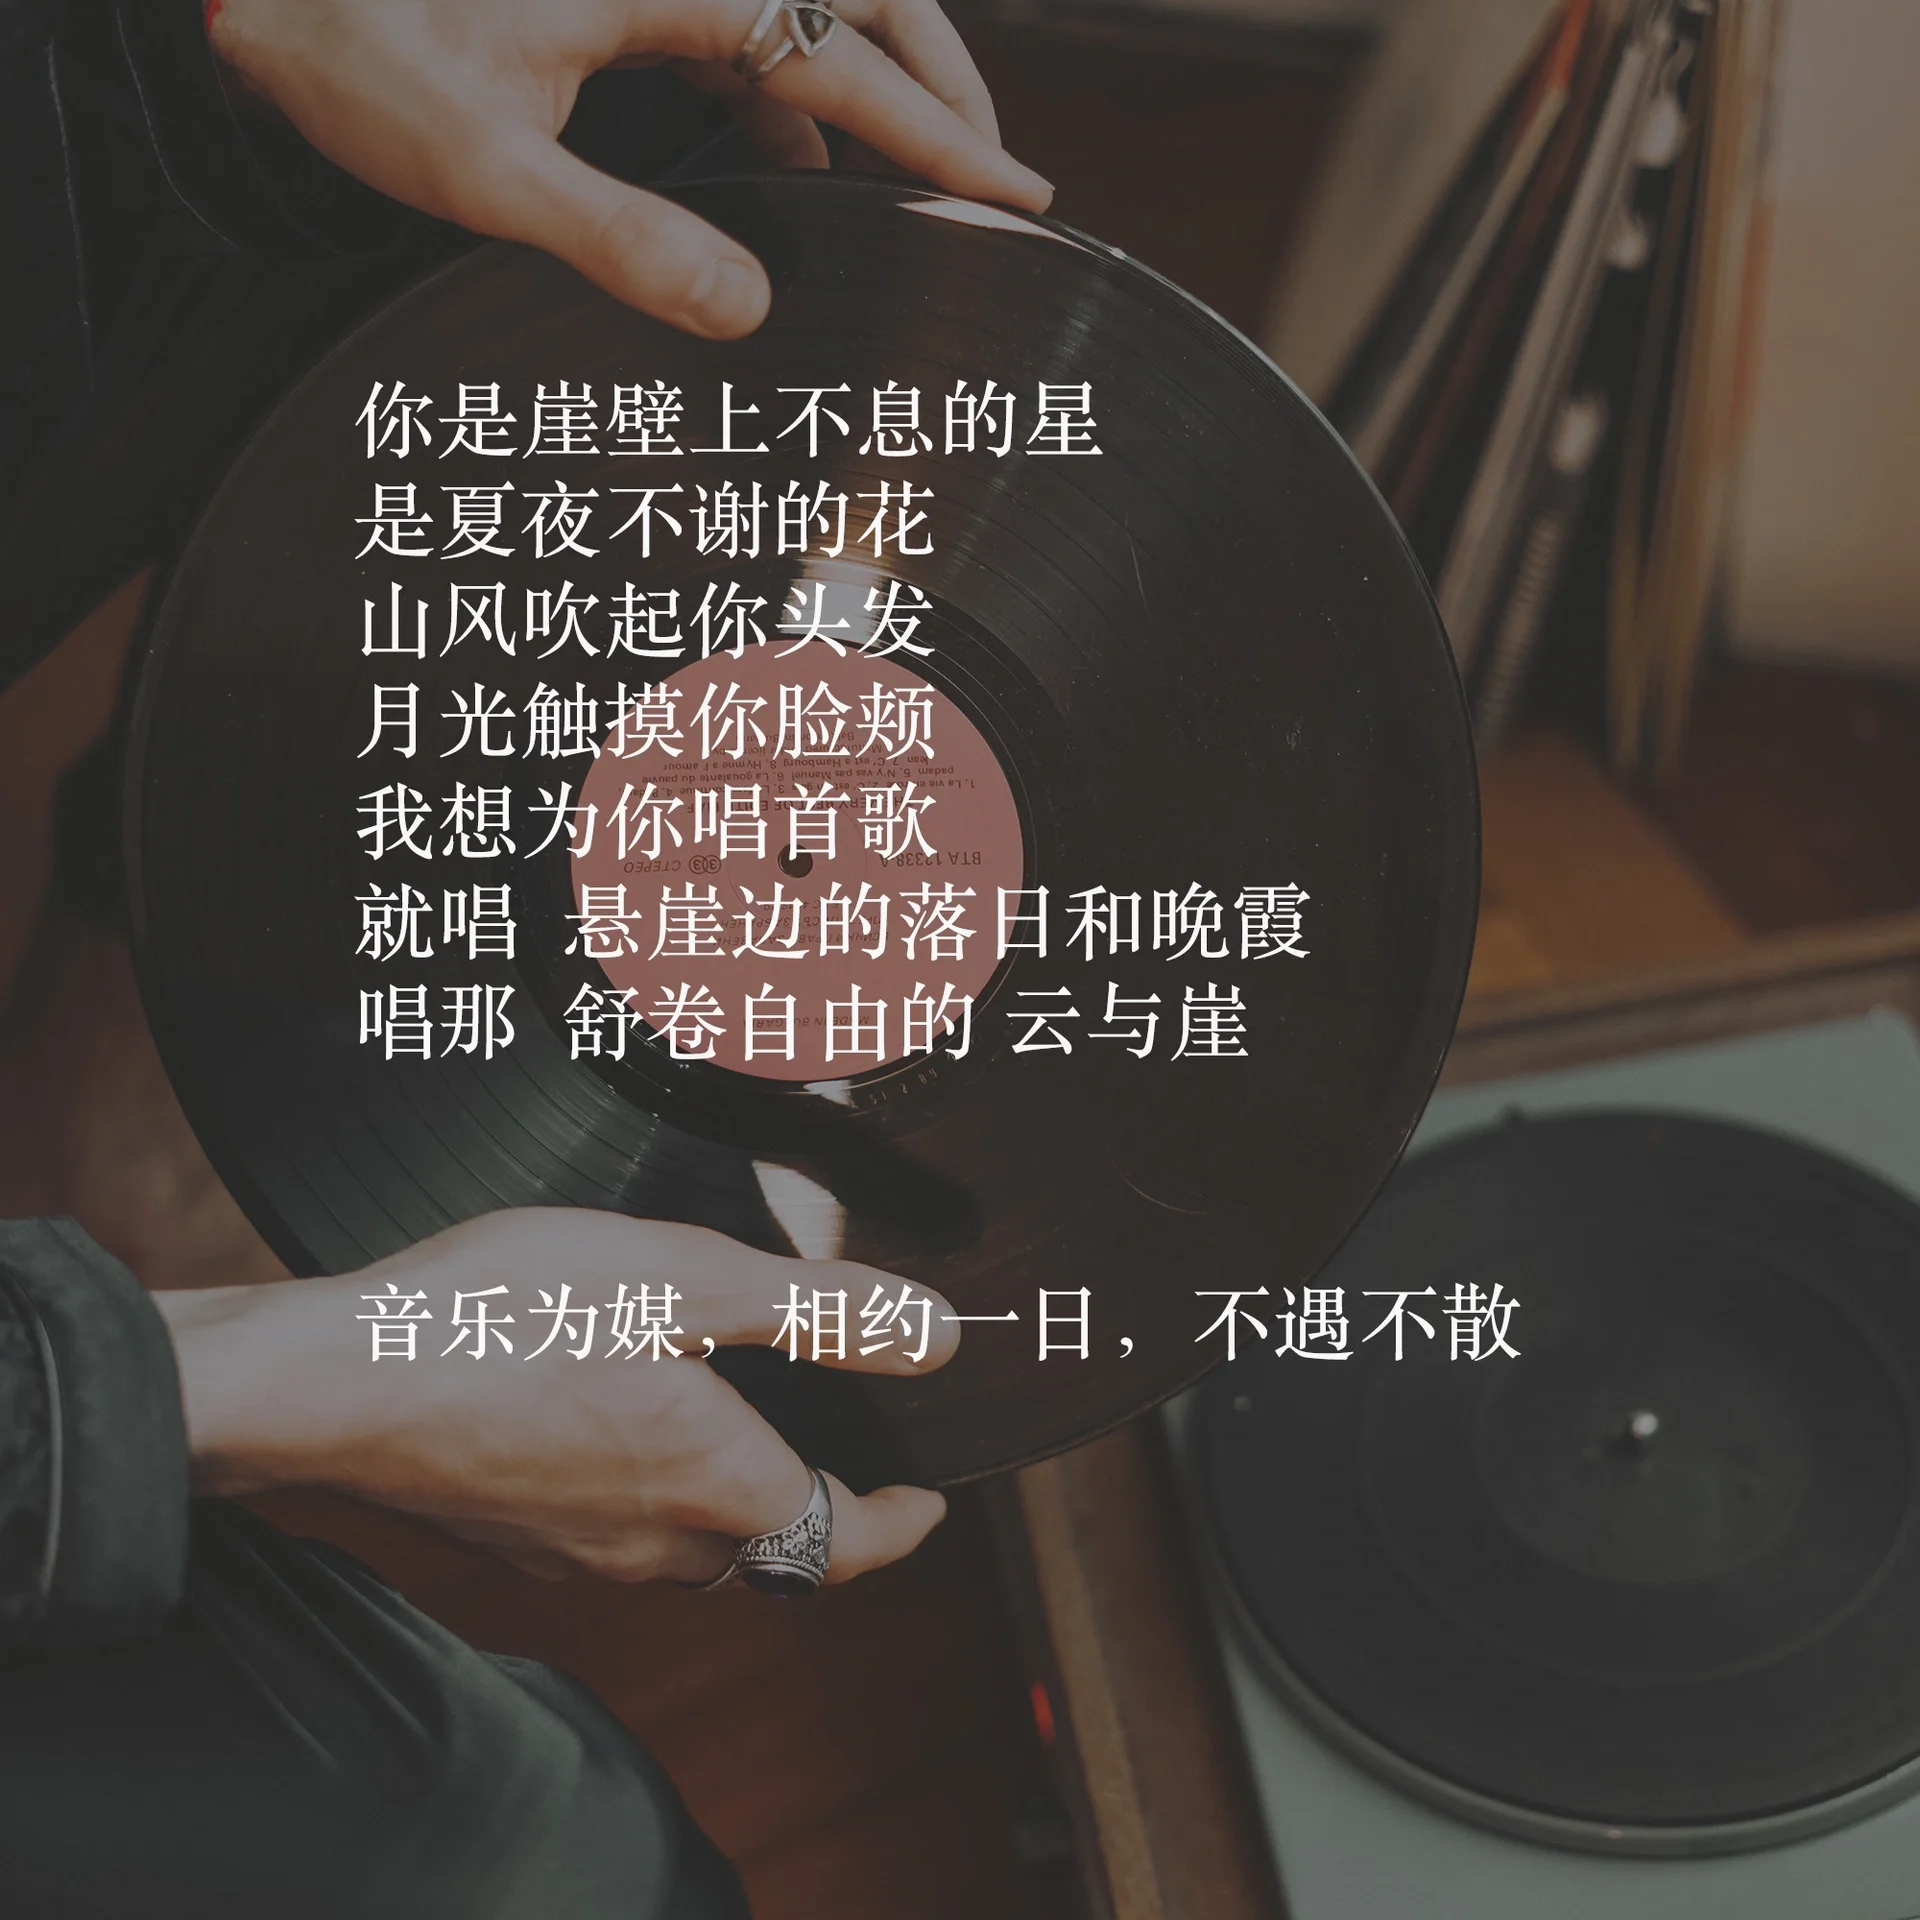 你是崖壁上不息的星
是夏夜不谢的花
山风吹起你头发
月光触摸你脸颊
我想为你唱首歌
就唱 悬崖边的落日和晚霞
唱那 舒卷自由的 云与崖
音乐为媒，相约一日，不遇不散
BTA 12338 A
СТЕРЕО